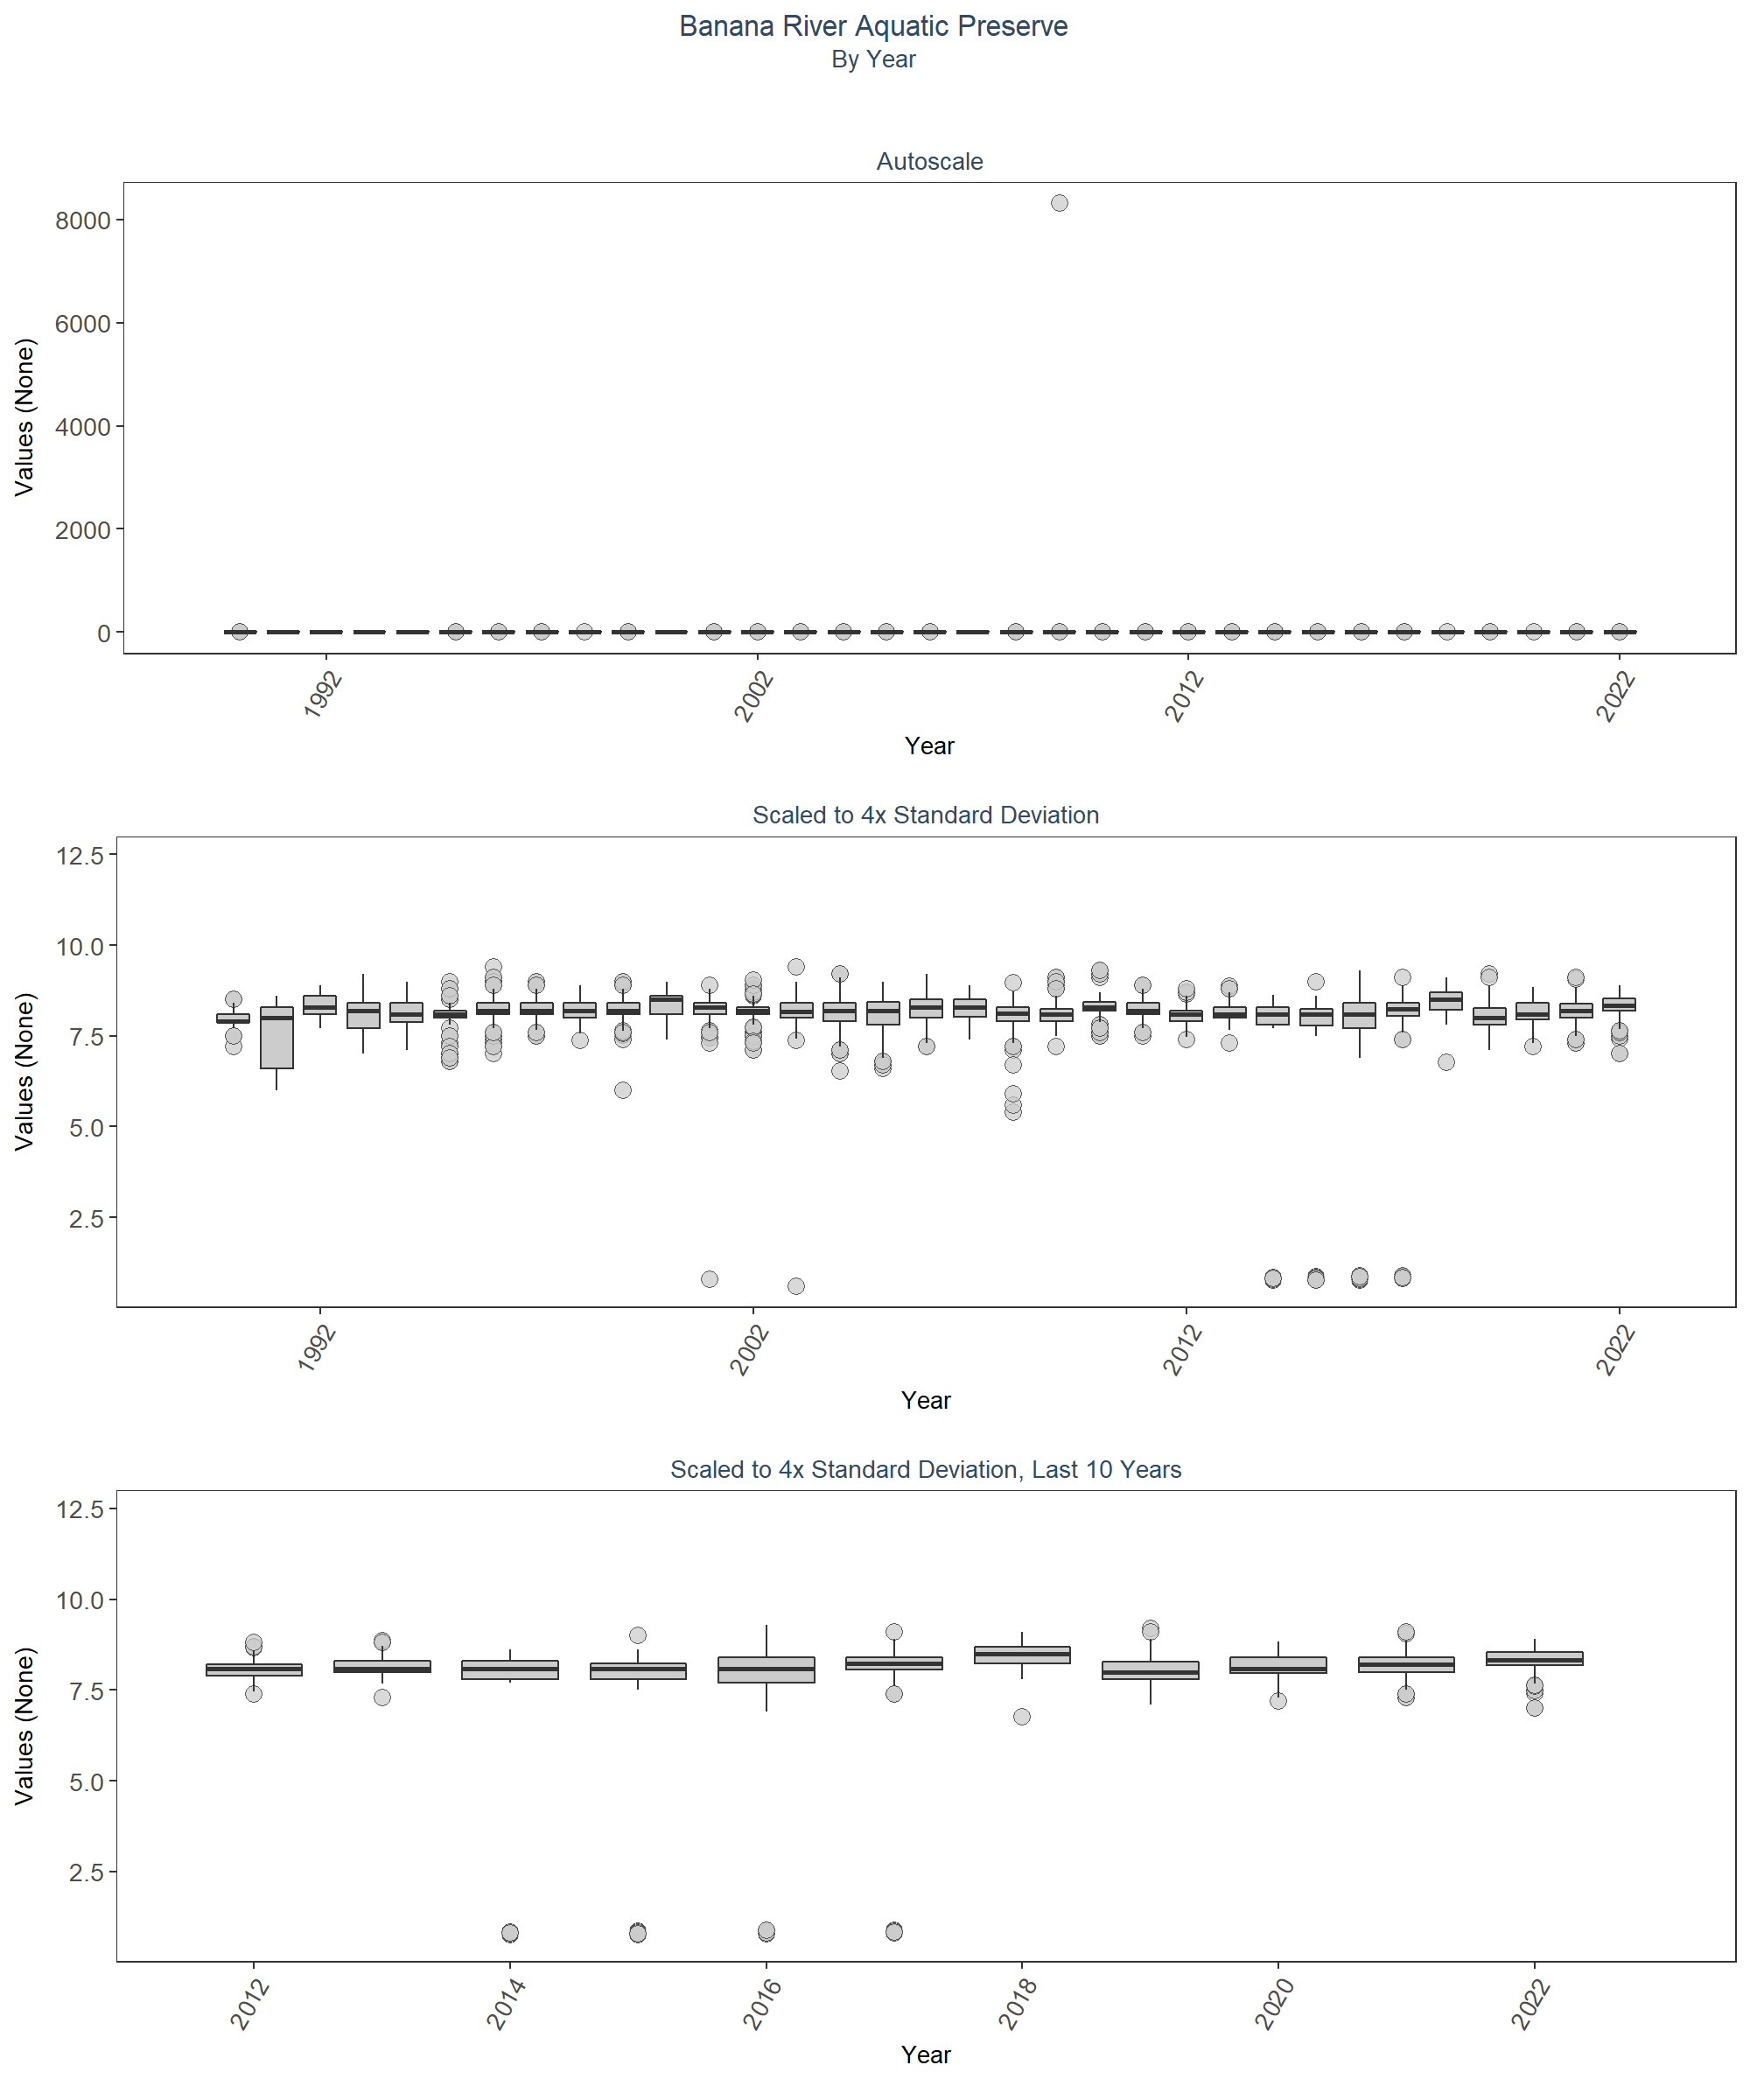 Banana River Aquatic Preserve
By Year
Autoscale
8000
6000
4000
2000
0
Values (None)
1992
2002
2012
2022
Year
Scaled to 4x Standard Deviation
12.5
10.0
7.5
5.0
2.5
Values (None)
1992
2002
2012
2022
Year
Scaled to 4x Standard Deviation, Last 10 Years
12.5
10.0
7.5
5.0
2.5
Values (None)
2012
2014
2016
2018
2020
2022
Year